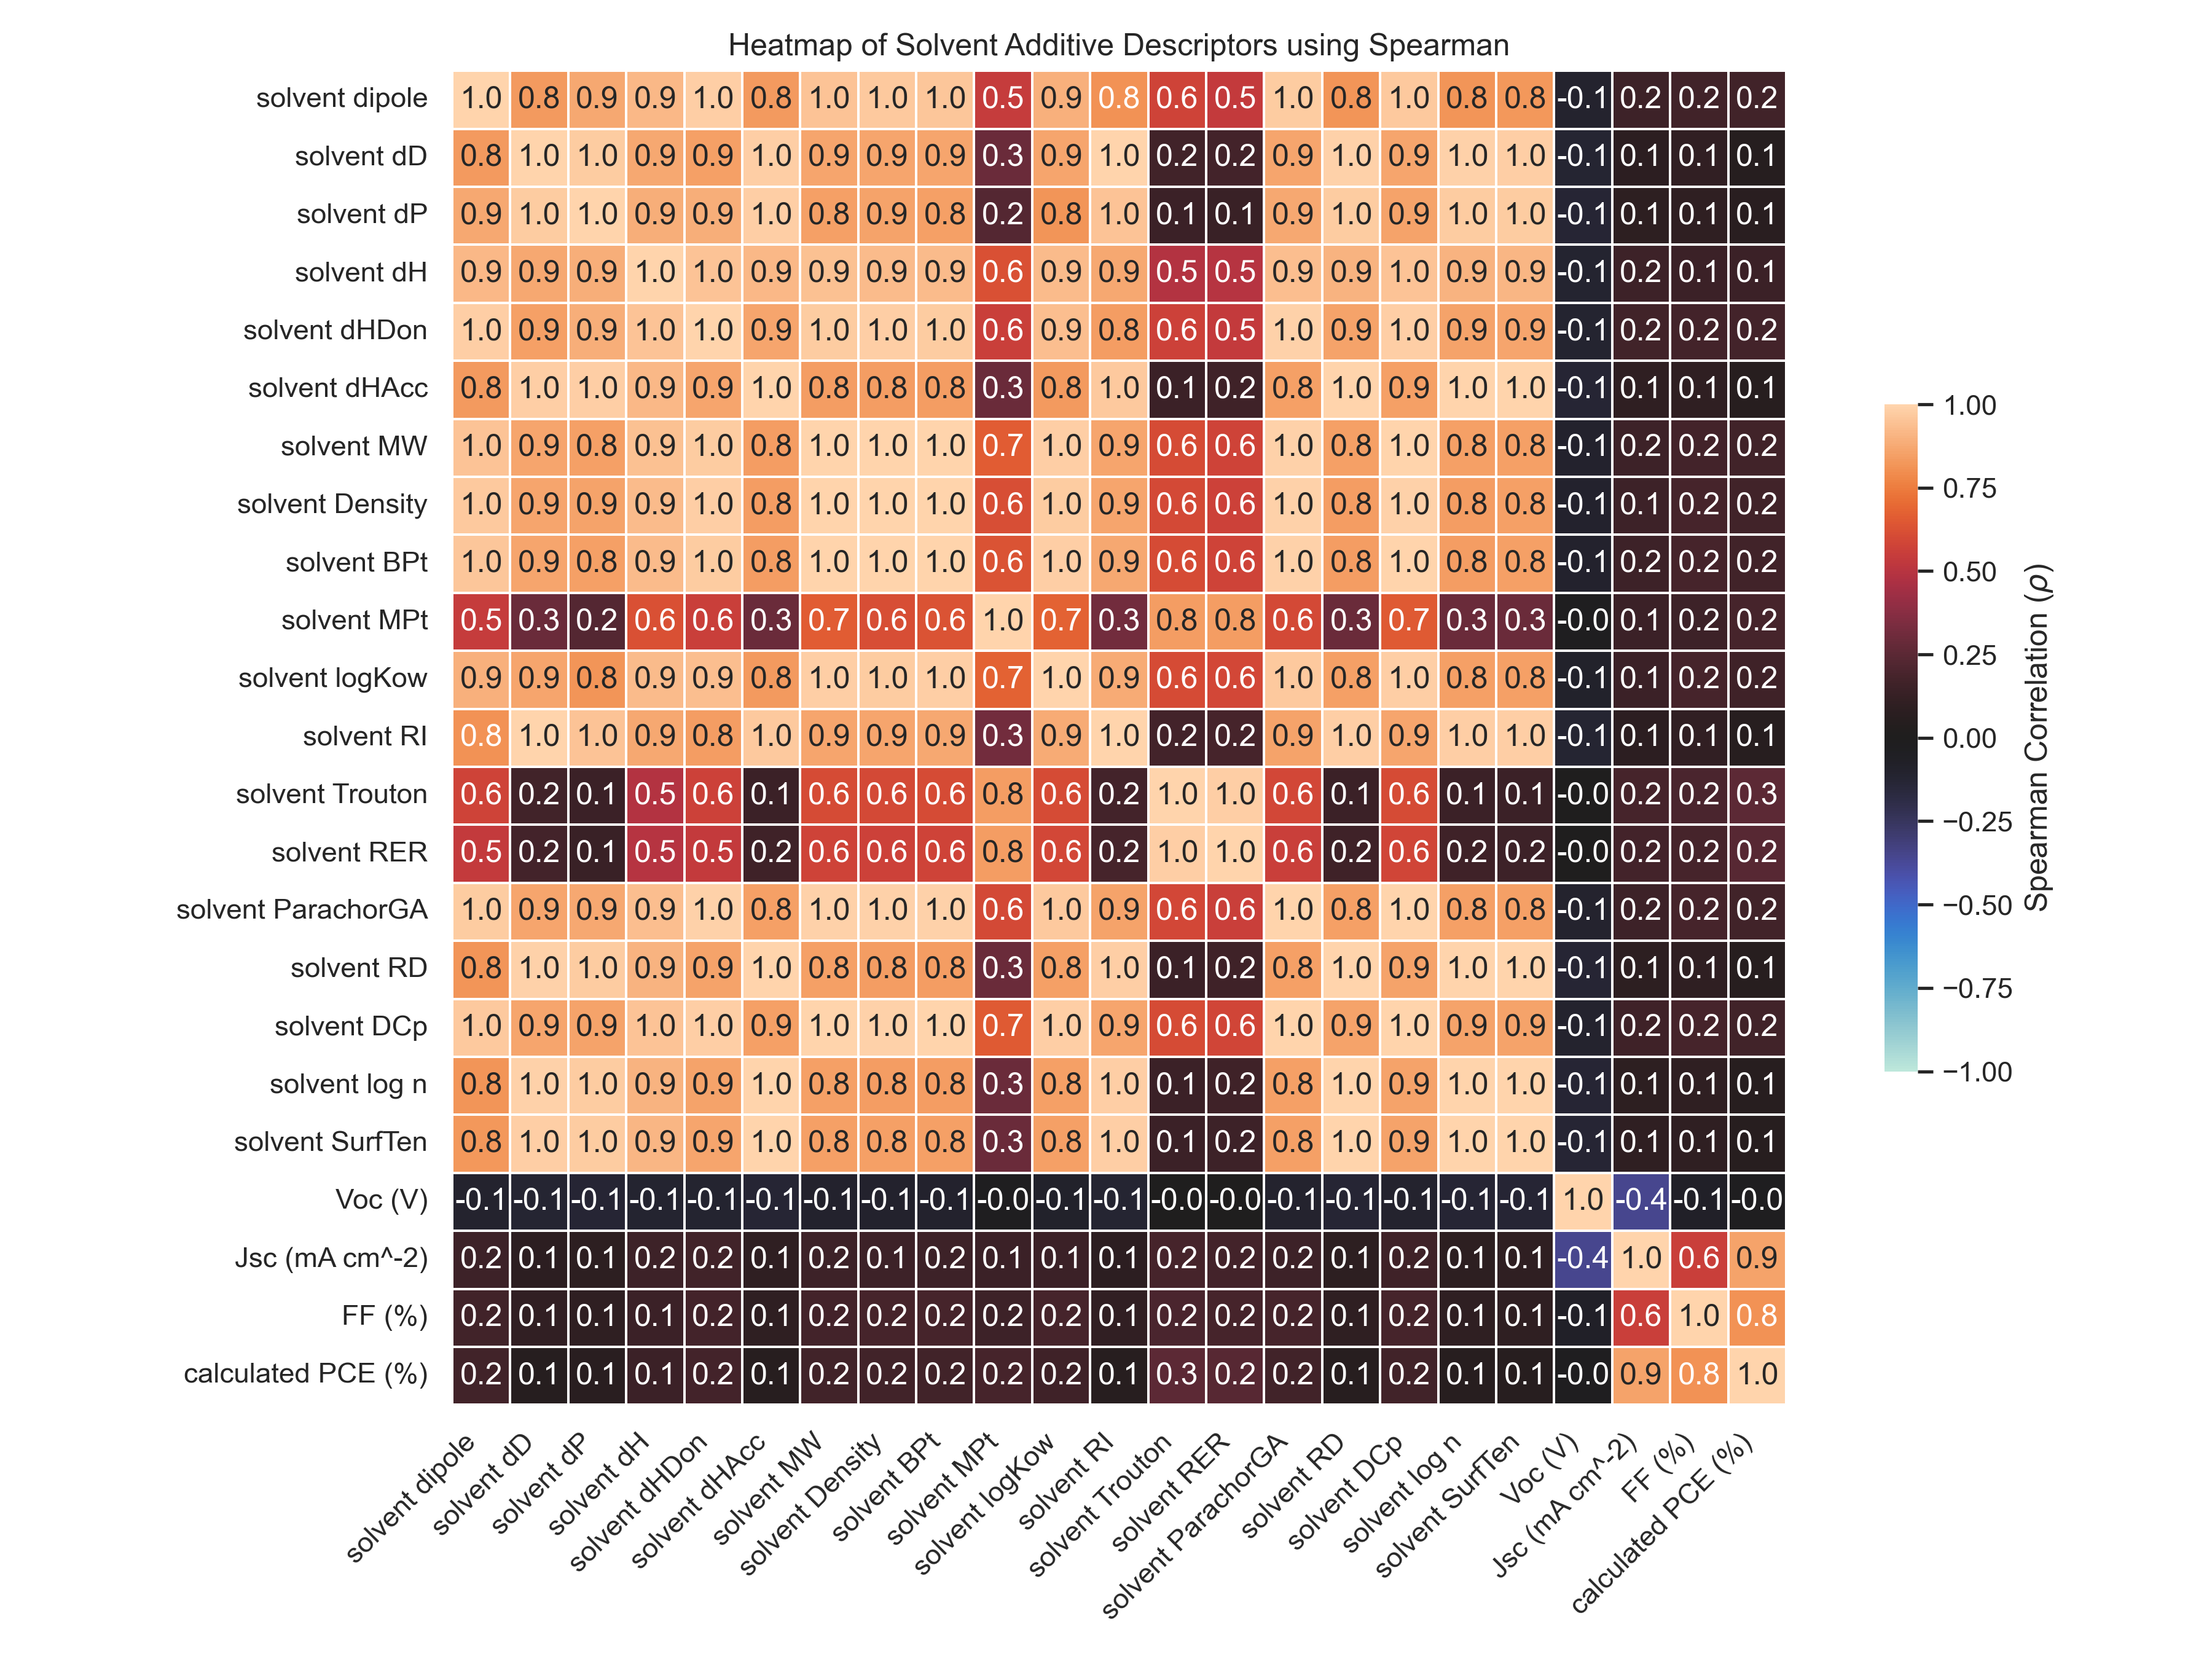 Heatmap of Solvent Additive Descriptors using Spearman
solvent dipole 1.0 0.8 0.9 0.9 1.0 0.8 1.0 1.0 1.0 0.5 0.9 0.8 0.6 0.5 1.0 0.8 1.0 0.8 0.8 -0.1 0.2 0.2 0.2
solvent dD 0.8 1.0 1.0 0.9 0.9 1.0 0.9 0.9 0.9 0.3 0.9 1.0 0.2 0.2 0.9 1.0 0.9 1.0 1.0 -0.1 0.1 0.1 0.1
solvent dP 0.9 1.0 1.0 0.9 0.9 1.0 0.8 0.9 0.8 0.2 0.8 1.0 0.1 0.1 0.9 1.0 0.9 1.0 1.0 -0.1 0.1 0.1 0.1
solvent dH 0.9 0.9 0.9 1.0 1.0 0.9 0.9 0.9 0.9 0.6 0.9 0.9 0.5 0.5 0.9 0.9 1.0 0.9 0.9 -0.1 0.2 0.1 0.1
solvent dHDon 1.0 0.9 0.9 1.0 1.0 0.9 1.0 1.0 1.0 0.6 0.9 0.8 0.6 0.5 1.0 0.9 1.0 0.9 0.9 -0.1 0.2 0.2 0.2
solvent dHAcc 0.8 1.0 1.0 0.9 0.9 1.0 0.8 0.8 0.8 0.3 0.8 1.0 0.1 0.2 0.8 1.0 0.9 1.0 1.0 -0.1 0.1 0.1 0.1
solvent MW 1.0 0.9 0.8 0.9 1.0 0.8 1.0 1.0 1.0 0.7 1.0 0.9 0.6 0.6 1.0 0.8 1.0 0.8 0.8 -0.1 0.2 0.2 0.2
solvent Density 1.0 0.9 0.9 0.9 1.0 0.8 1.0 1.0 1.0 0.6 1.0 0.9 0.6 0.6 1.0 0.8 1.0 0.8 0.8 -0.1 0.1 0.2 0.2
solvent BPt 1.0 0.9 0.8 0.9 1.0 0.8 1.0 1.0 1.0 0.6 1.0 0.9 0.6 0.6 1.0 0.8 1.0 0.8 0.8 -0.1 0.2 0.2 0.2
solvent MPt 0.5 0.3 0.2 0.6 0.6 0.3 0.7 0.6 0.6 1.0 0.7 0.3 0.8 0.8 0.6 0.3 0.7 0.3 0.3 -0.0 0.1 0.2 0.2
solvent logKow 0.9 0.9 0.8 0.9 0.9 0.8 1.0 1.0 1.0 0.7 1.0 0.9 0.6 0.6 1.0 0.8 1.0 0.8 0.8 -0.1 0.1 0.2 0.2
solvent RI 0.8 1.0 1.0 0.9 0.8 1.0 0.9 0.9 0.9 0.3 0.9 1.0 0.2 0.2 0.9 1.0 0.9 1.0 1.0 -0.1 0.1 0.1 0.1
solvent Trouton 0.6 0.2 0.1 0.5 0.6 0.1 0.6 0.6 0.6 0.8 0.6 0.2 1.0 1.0 0.6 0.1 0.6 0.1 0.1 -0.0 0.2 0.2 0.3
solvent RER 0.5 0.2 0.1 0.5 0.5 0.2 0.6 0.6 0.6 0.8 0.6 0.2 1.0 1.0 0.6 0.2 0.6 0.2 0.2 -0.0 0.2 0.2 0.2
solvent ParachorGA 1.0 0.9 0.9 0.9 1.0 0.8 1.0 1.0 1.0 0.6 1.0 0.9 0.6 0.6 1.0 0.8 1.0 0.8 0.8 -0.1 0.2 0.2 0.2
solvent RD 0.8 1.0 1.0 0.9 0.9 1.0 0.8 0.8 0.8 0.3 0.8 1.0 0.1 0.2 0.8 1.0 0.9 1.0 1.0 -0.1 0.1 0.1 0.1
solvent DCp 1.0 0.9 0.9 1.0 1.0 0.9 1.0 1.0 1.0 0.7 1.0 0.9 0.6 0.6 1.0 0.9 1.0 0.9 0.9 -0.1 0.2 0.2 0.2
solvent log n 0.8 1.0 1.0 0.9 0.9 1.0 0.8 0.8 0.8 0.3 0.8 1.0 0.1 0.2 0.8 1.0 0.9 1.0 1.0 -0.1 0.1 0.1 0.1
solvent SurfTen 0.8 1.0 1.0 0.9 0.9 1.0 0.8 0.8 0.8 0.3 0.8 1.0 0.1 0.2 0.8 1.0 0.9 1.0 1.0 -0.1 0.1 0.1 0.1
Voc (V) -0.1 -0.1 -0.1 -0.1 -0.1 -0.1 -0.1 -0.1 -0.1 -0.0 -0.1 -0.1 -0.0 -0.0 -0.1 -0.1 -0.1 -0.1 -0.1 1.0 -0.4 -0.1 -0.0
Jsc (mA cm^-2) 0.2 0.1 0.1 0.2 0.2 0.1 0.2 0.1 0.2 0.1 0.1 0.1 0.2 0.2 0.2 0.1 0.2 0.1 0.1 -0.4 1.0 0.6 0.9
FF (%) 0.2 0.1 0.1 0.1 0.2 0.1 0.2 0.2 0.2 0.2 0.2 0.1 0.2 0.2 0.2 0.1 0.2 0.1 0.1 -0.1 0.6 1.0 0.8
calculated PCE (%) 0.2 0.1 0.1 0.1 0.2 0.1 0.2 0.2 0.2 0.2 0.2 0.1 0.3 0.2 0.2 0.1 0.2 0.1 0.1 -0.0 0.9 0.8 1.0
solvent dipole
solvent dD
solvent dP
solvent dH
solvent dHDon
solvent dHAcc
solvent MW
solvent Density
solvent BPt
solvent MPt
solvent logKow
solvent RI
solvent Trouton
solvent RER
solvent ParachorGA
solvent RD
solvent DCp
solvent log n
solvent SurfTen
Voc (V)
Jsc (mA cm^-2)
FF (%)
calculated PCE (%)
1.00
0.75
0.50
0.25
0.00
−0.25
−0.50
−0.75
−1.00
Spearman Correlation (ρ)